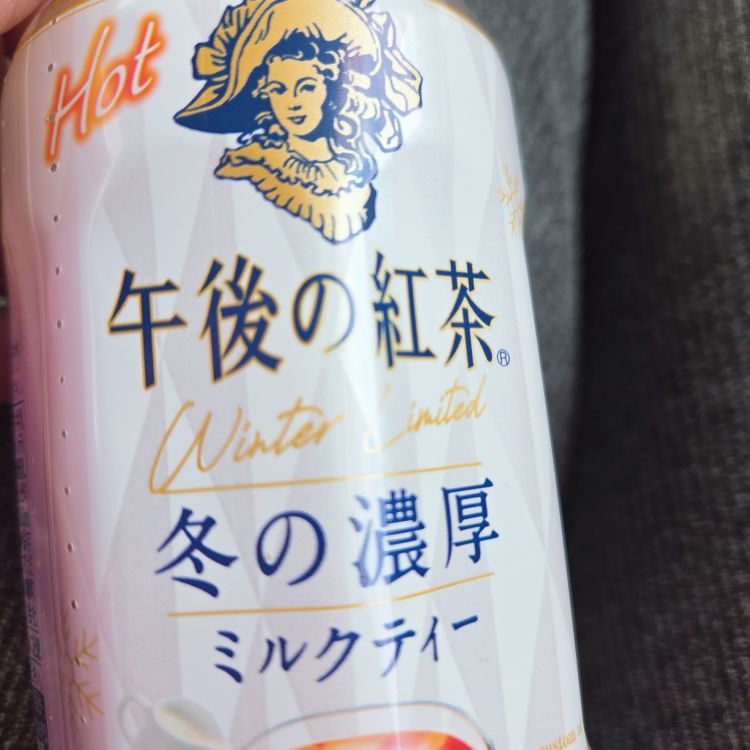 Hot
午後の紅茶®
Winter Limited
冬の濃厚
ミルクティー